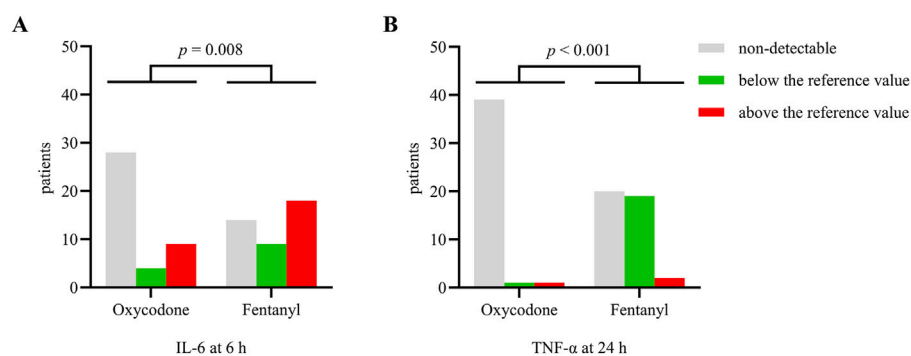 A
patients
50
40
30
20
10
0
p = 0.008
Oxycodone
Fentanyl
IL-6 at 6 h
B
patients
50
40
30
20
10
0
p < 0.001
Oxycodone
Fentanyl
TNF-α at 24 h
non-detectable
below the reference value
above the reference value